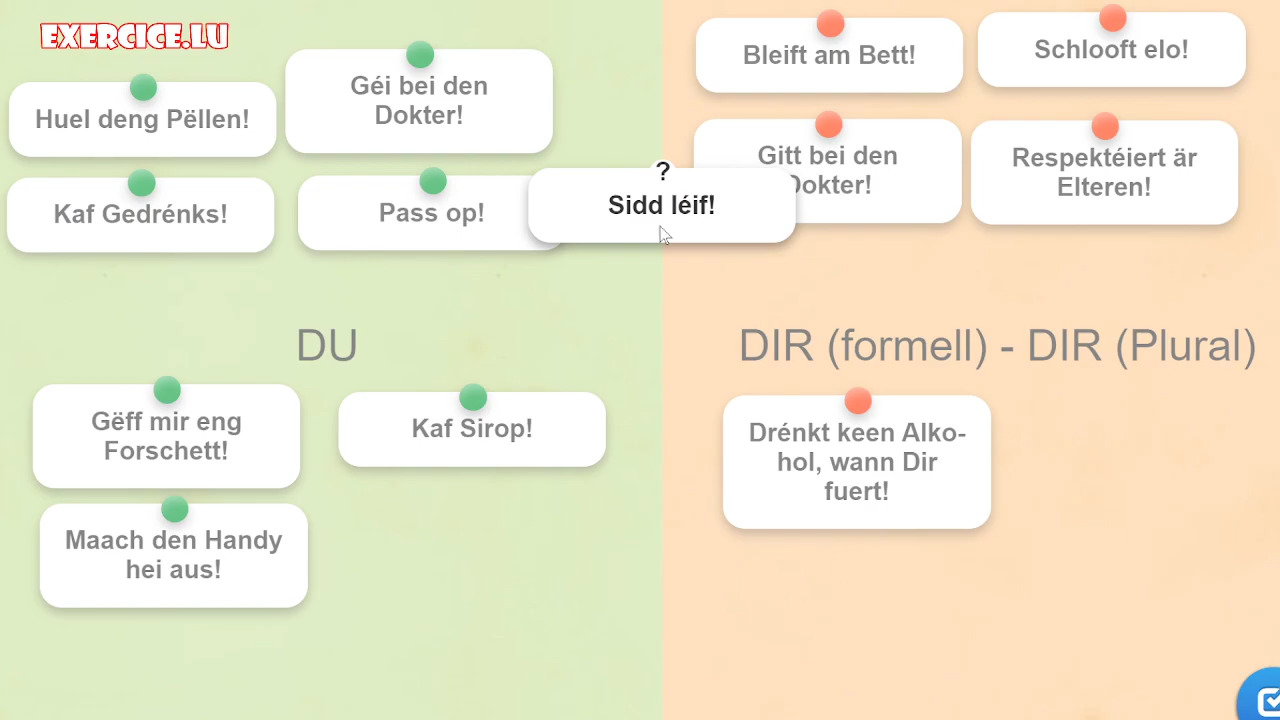 EXERCICE.LU
Huel deng Pëllen!
Géi bei den
Dokter!
Kaf Gedrénks!
Pass op!
?
Sidd léif!
Bleift am Bett!
Schlooft elo!
Gitt bei den
Dokter!
Respektéiert är
Elteren!
DU
DIR (formell) - DIR (Plural)
Gëff mir eng
Forschett!
Kaf Sirop!
Maach den Handy
hei aus!
Drénkt keen Alko-
hol, wann Dir
fuert!